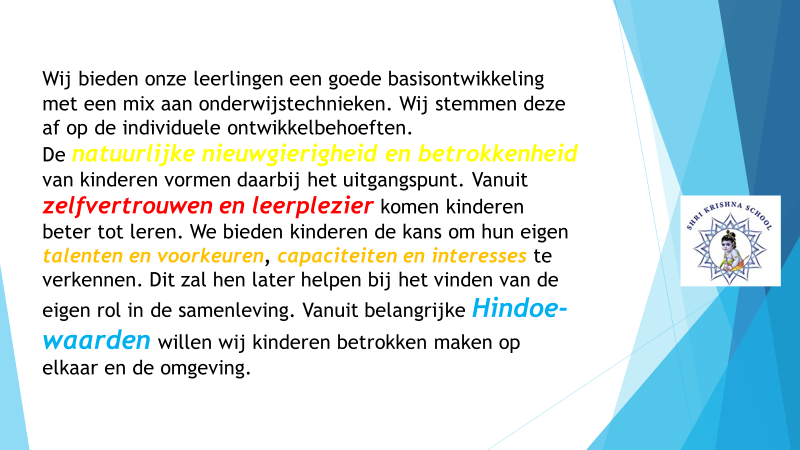 Wij bieden onze leerlingen een goede basisontwikkeling
met een mix aan onderwijstechnieken. Wij stemmen deze
af op de individuele ontwikkelbehoeften.
De natuurlijke nieuwgierigheid en betrokkenheid
van kinderen vormen daarbij het uitgangspunt. Vanuit
zelfvertrouwen en leerplezier komen kinderen
beter tot leren. We bieden kinderen de kans om hun eigen
talenten en voorkeuren, capaciteiten en interesses te
verkennen. Dit zal hen later helpen bij het vinden van de
eigen rol in de samenleving. Vanuit belangrijke Hindoe-
waarden willen wij kinderen betrokken maken op
elkaar en de omgeving.
SHRI KRISHNA SCHOOL